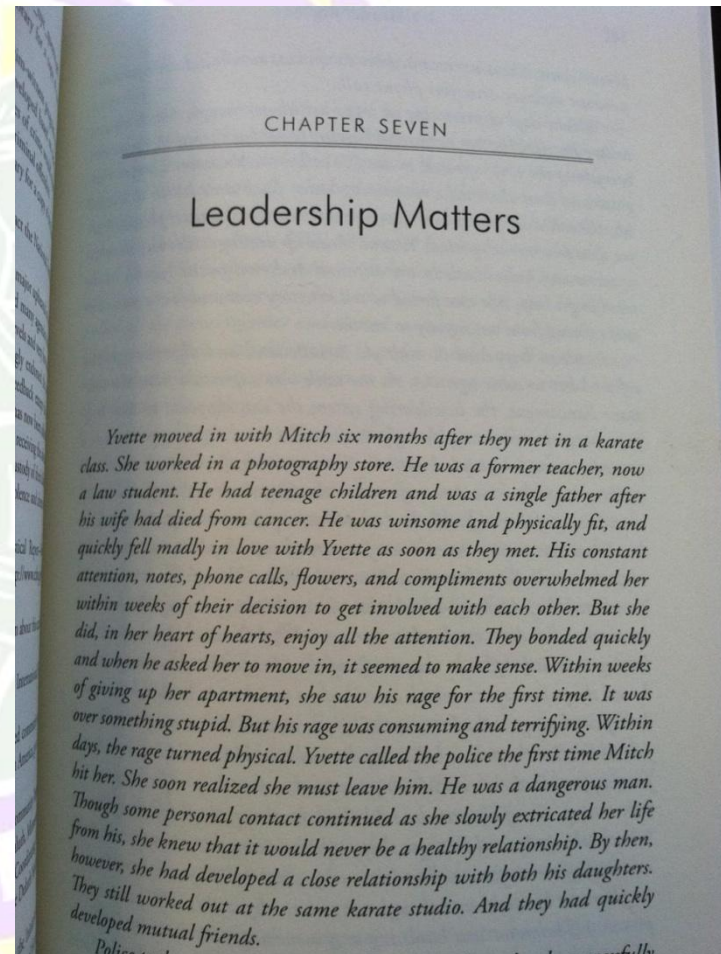 CHAPTER SEVEN
Leadership Matters
Yvette moved in with Mitch six months after they met in a karate
class. She worked in a photography store. He was a former teacher, now
a law student. He had teenage children and was a single father after
his wife had died from cancer. He was winsome and physically fit, and
quickly fell madly in love with Yvette as soon as they met. His constant
attention, notes, phone calls, flowers, and compliments overwhelmed her
within weeks of their decision to get involved with each other. But she
did, in her heart of hearts, enjoy all the attention. They bonded quickly
and when he asked her to move in, it seemed to make sense. Within weeks
of giving up her apartment, she saw his rage for the first time. It was
over something stupid. But his rage was consuming and terrifying. Within
days, the rage turned physical. Yvette called the police the first time Mitch
hit her. She soon realized she must leave him. He was a dangerous man.
Though some personal contact continued as she slowly extricated her life
from his, she knew that it would never be a healthy relationship. By then,
however, she had developed a close relationship with both his daughters.
They still worked out at the same karate studio. And they had quickly
developed mutual friends.